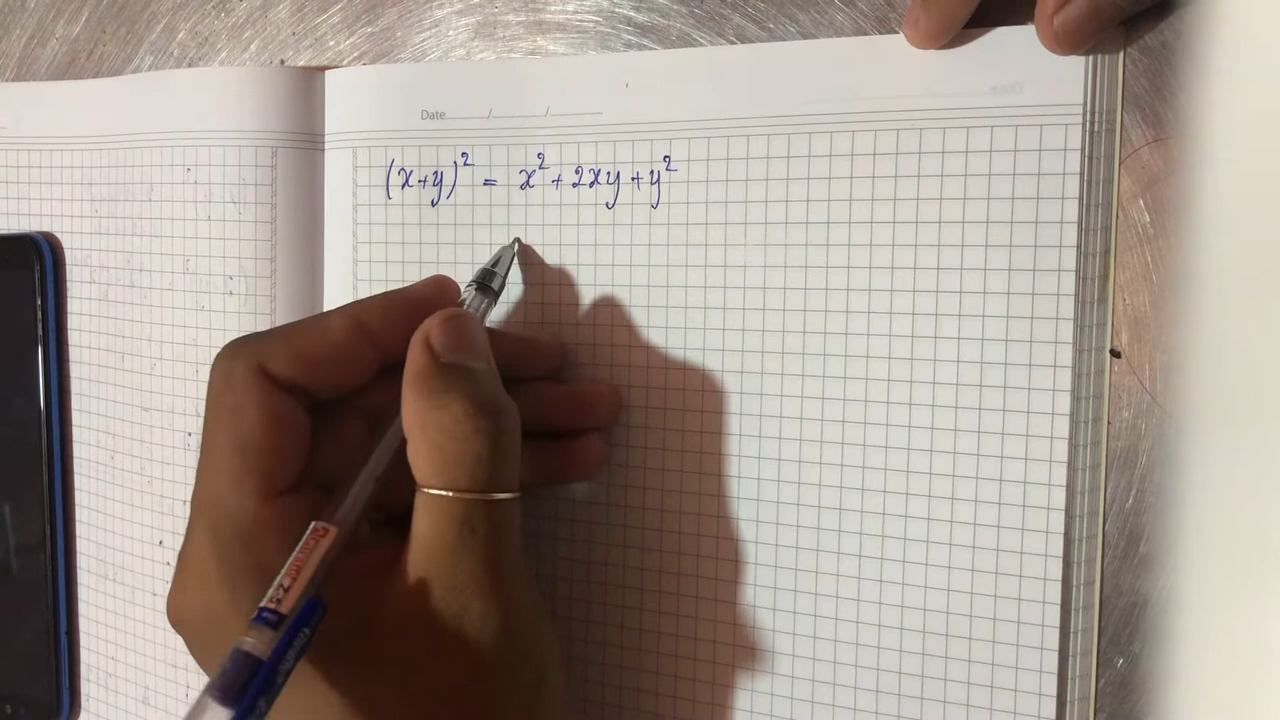 Date / /
(x+y)² = x² + 2xy + y²